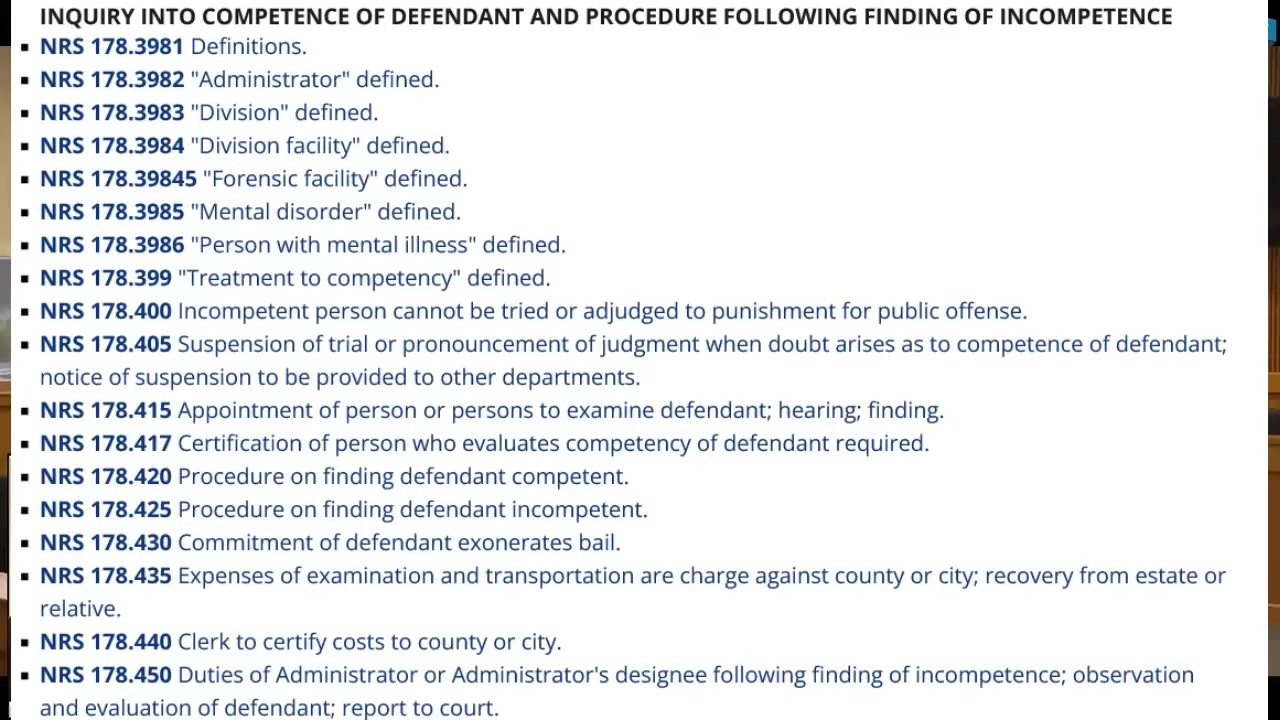 INQUIRY INTO COMPETENCE OF DEFENDANT AND PROCEDURE FOLLOWING FINDING OF INCOMPETENCE
NRS 178.3981 Definitions.
NRS 178.3982 "Administrator" defined.
NRS 178.3983 "Division" defined.
NRS 178.3984 "Division facility" defined.
NRS 178.39845 "Forensic facility" defined.
NRS 178.3985 "Mental disorder" defined.
NRS 178.3986 "Person with mental illness" defined.
NRS 178.399 "Treatment to competency" defined.
NRS 178.400 Incompetent person cannot be tried or adjudged to punishment for public offense.
NRS 178.405 Suspension of trial or pronouncement of judgment when doubt arises as to competence of defendant;
notice of suspension to be provided to other departments.
NRS 178.415 Appointment of person or persons to examine defendant; hearing; finding.
NRS 178.417 Certification of person who evaluates competency of defendant required.
NRS 178.420 Procedure on finding defendant competent.
NRS 178.425 Procedure on finding defendant incompetent.
NRS 178.430 Commitment of defendant exonerates bail.
NRS 178.435 Expenses of examination and transportation are charge against county or city; recovery from estate or
relative.
NRS 178.440 Clerk to certify costs to county or city.
NRS 178.450 Duties of Administrator or Administrator's designee following finding of incompetence; observation
and evaluation of defendant; report to court.